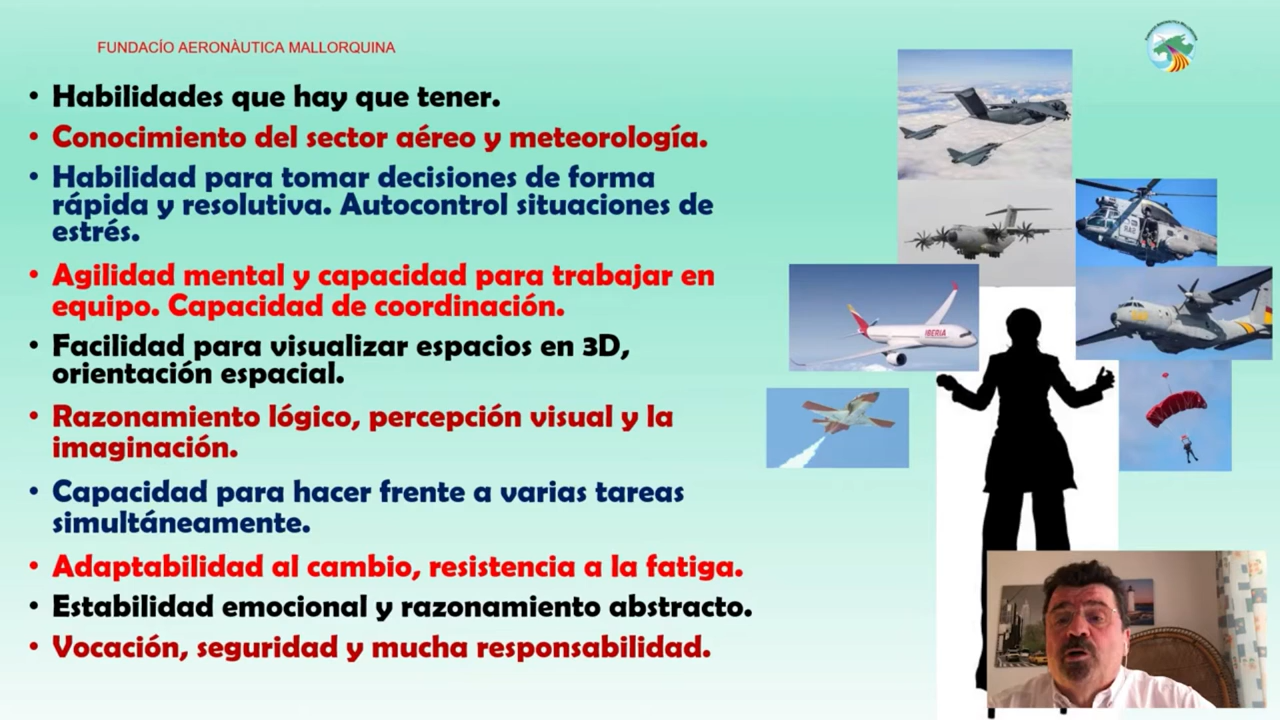 FUNDACÍO AERONÀUTICA MALLORQUINA
• Habilidades que hay que tener.
• Conocimiento del sector aéreo y meteorología.
• Habilidad para tomar decisiones de forma
rápida y resolutiva. Autocontrol situaciones de
estrés.
• Agilidad mental y capacidad para trabajar en
equipo. Capacidad de coordinación.
• Facilidad para visualizar espacios en 3D,
orientación espacial.
• Razonamiento lógico, percepción visual y la
imaginación.
• Capacidad para hacer frente a varias tareas
simultáneamente.
• Adaptabilidad al cambio, resistencia a la fatiga.
• Estabilidad emocional y razonamiento abstracto.
• Vocación, seguridad y mucha responsabilidad.
IBERIA